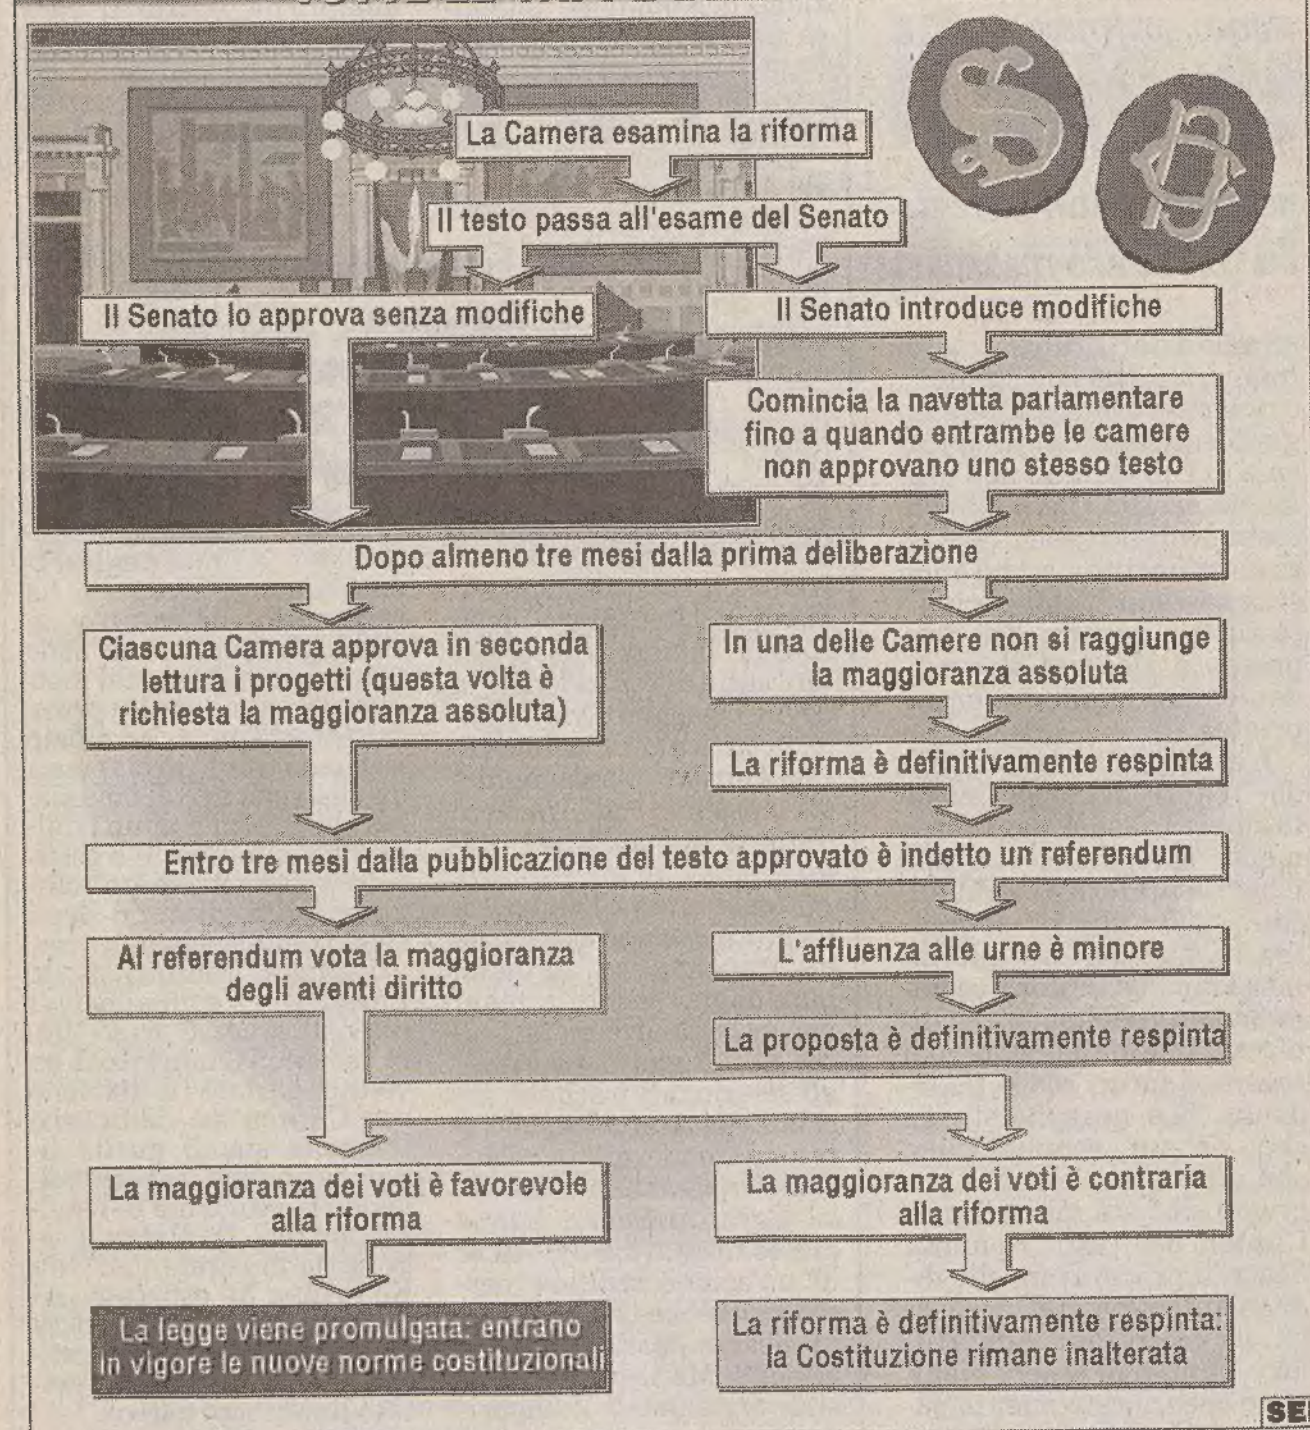 La Camera esamina la riforma
Il testo passa all'esame del Senato
Il Senato lo approva senza modifiche
Il Senato introduce modifiche
Comincia la navetta parlamentare
fino a quando entrambe le camere
non approvano uno stesso testo
Dopo almeno tre mesi dalla prima deliberazione
Ciascuna Camera approva in seconda
lettura i progetti (questa volta è
richiesta la maggioranza assoluta)
In una delle Camere non si raggiunge
la maggioranza assoluta
La riforma è definitivamente respinta
Entro tre mesi dalla pubblicazione del testo approvato è indetto un referendum
Al referendum vota la maggioranza
degli aventi diritto
L'affluenza alle urne è minore
La proposta è definitivamente respinta
La maggioranza dei voti è favorevole
alla riforma
La maggioranza dei voti è contraria
alla riforma
La legge viene promulgata: entrano
in vigore le nuove norme costituzionali
La riforma è definitivamente respinta:
la Costituzione rimane inalterata